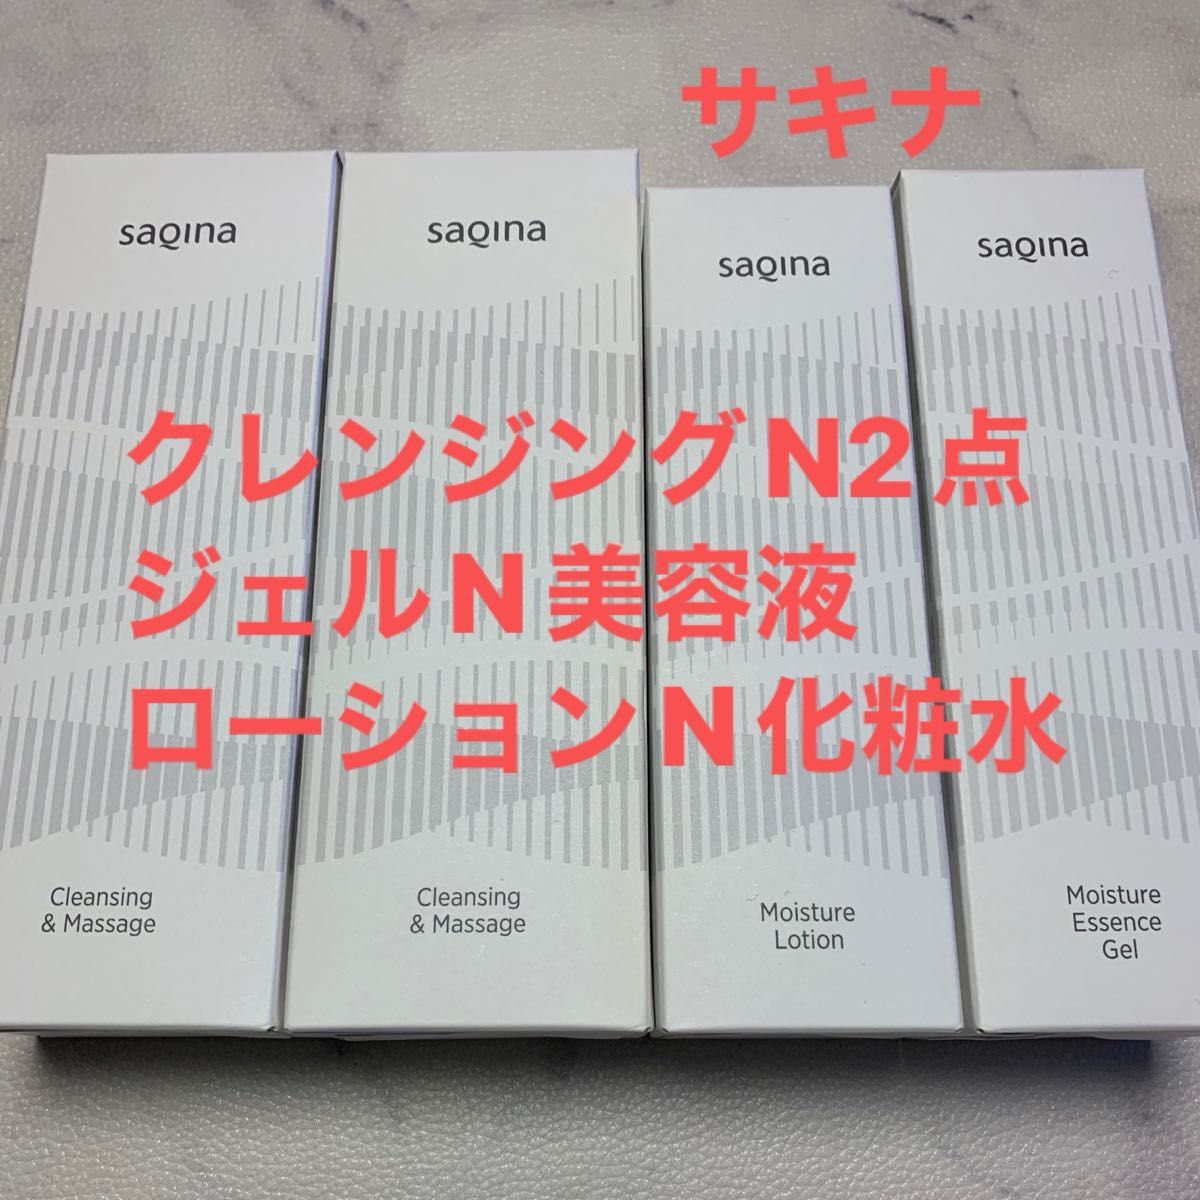 サキナ
saqina
saqina
saqina
saqina
クレンジングN2点
ジェルN美容液
ローションN化粧水
Cleansing
& Massage
Cleansing
& Massage
Moisture
Lotion
Moisture
Essence
Gel